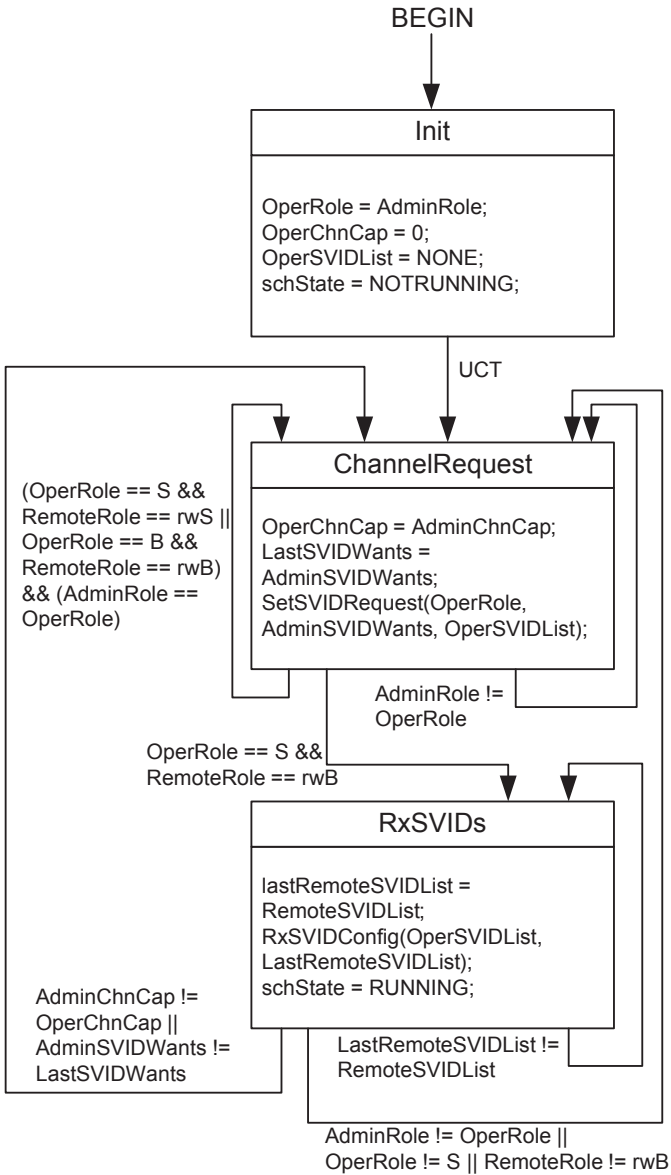 BEGIN
Init
OperRole = AdminRole;
OperChnCap = 0;
OperSVIDList = NONE;
schState = NOTRUNNING;
UCT
ChannelRequest
OperChnCap = AdminChnCap;
LastSVIDWants =
AdminSVIDWants;
SetSVIDRequest(OperRole,
AdminSVIDWants, OperSVIDList);
(OperRole == S &&
RemoteRole == rwS ||
OperRole == B &&
RemoteRole == rwB)
&& (AdminRole ==
OperRole)
AdminRole !=
OperRole
OperRole == S &&
RemoteRole == rwB
RxSVIDs
lastRemoteSVIDList =
RemoteSVIDList;
RxSVIDConfig(OperSVIDList,
LastRemoteSVIDList);
schState = RUNNING;
AdminChnCap !=
OperChnCap ||
AdminSVIDWants !=
LastSVIDWants
LastRemoteSVIDList !=
RemoteSVIDList
AdminRole != OperRole ||
OperRole != S || RemoteRole != rwB